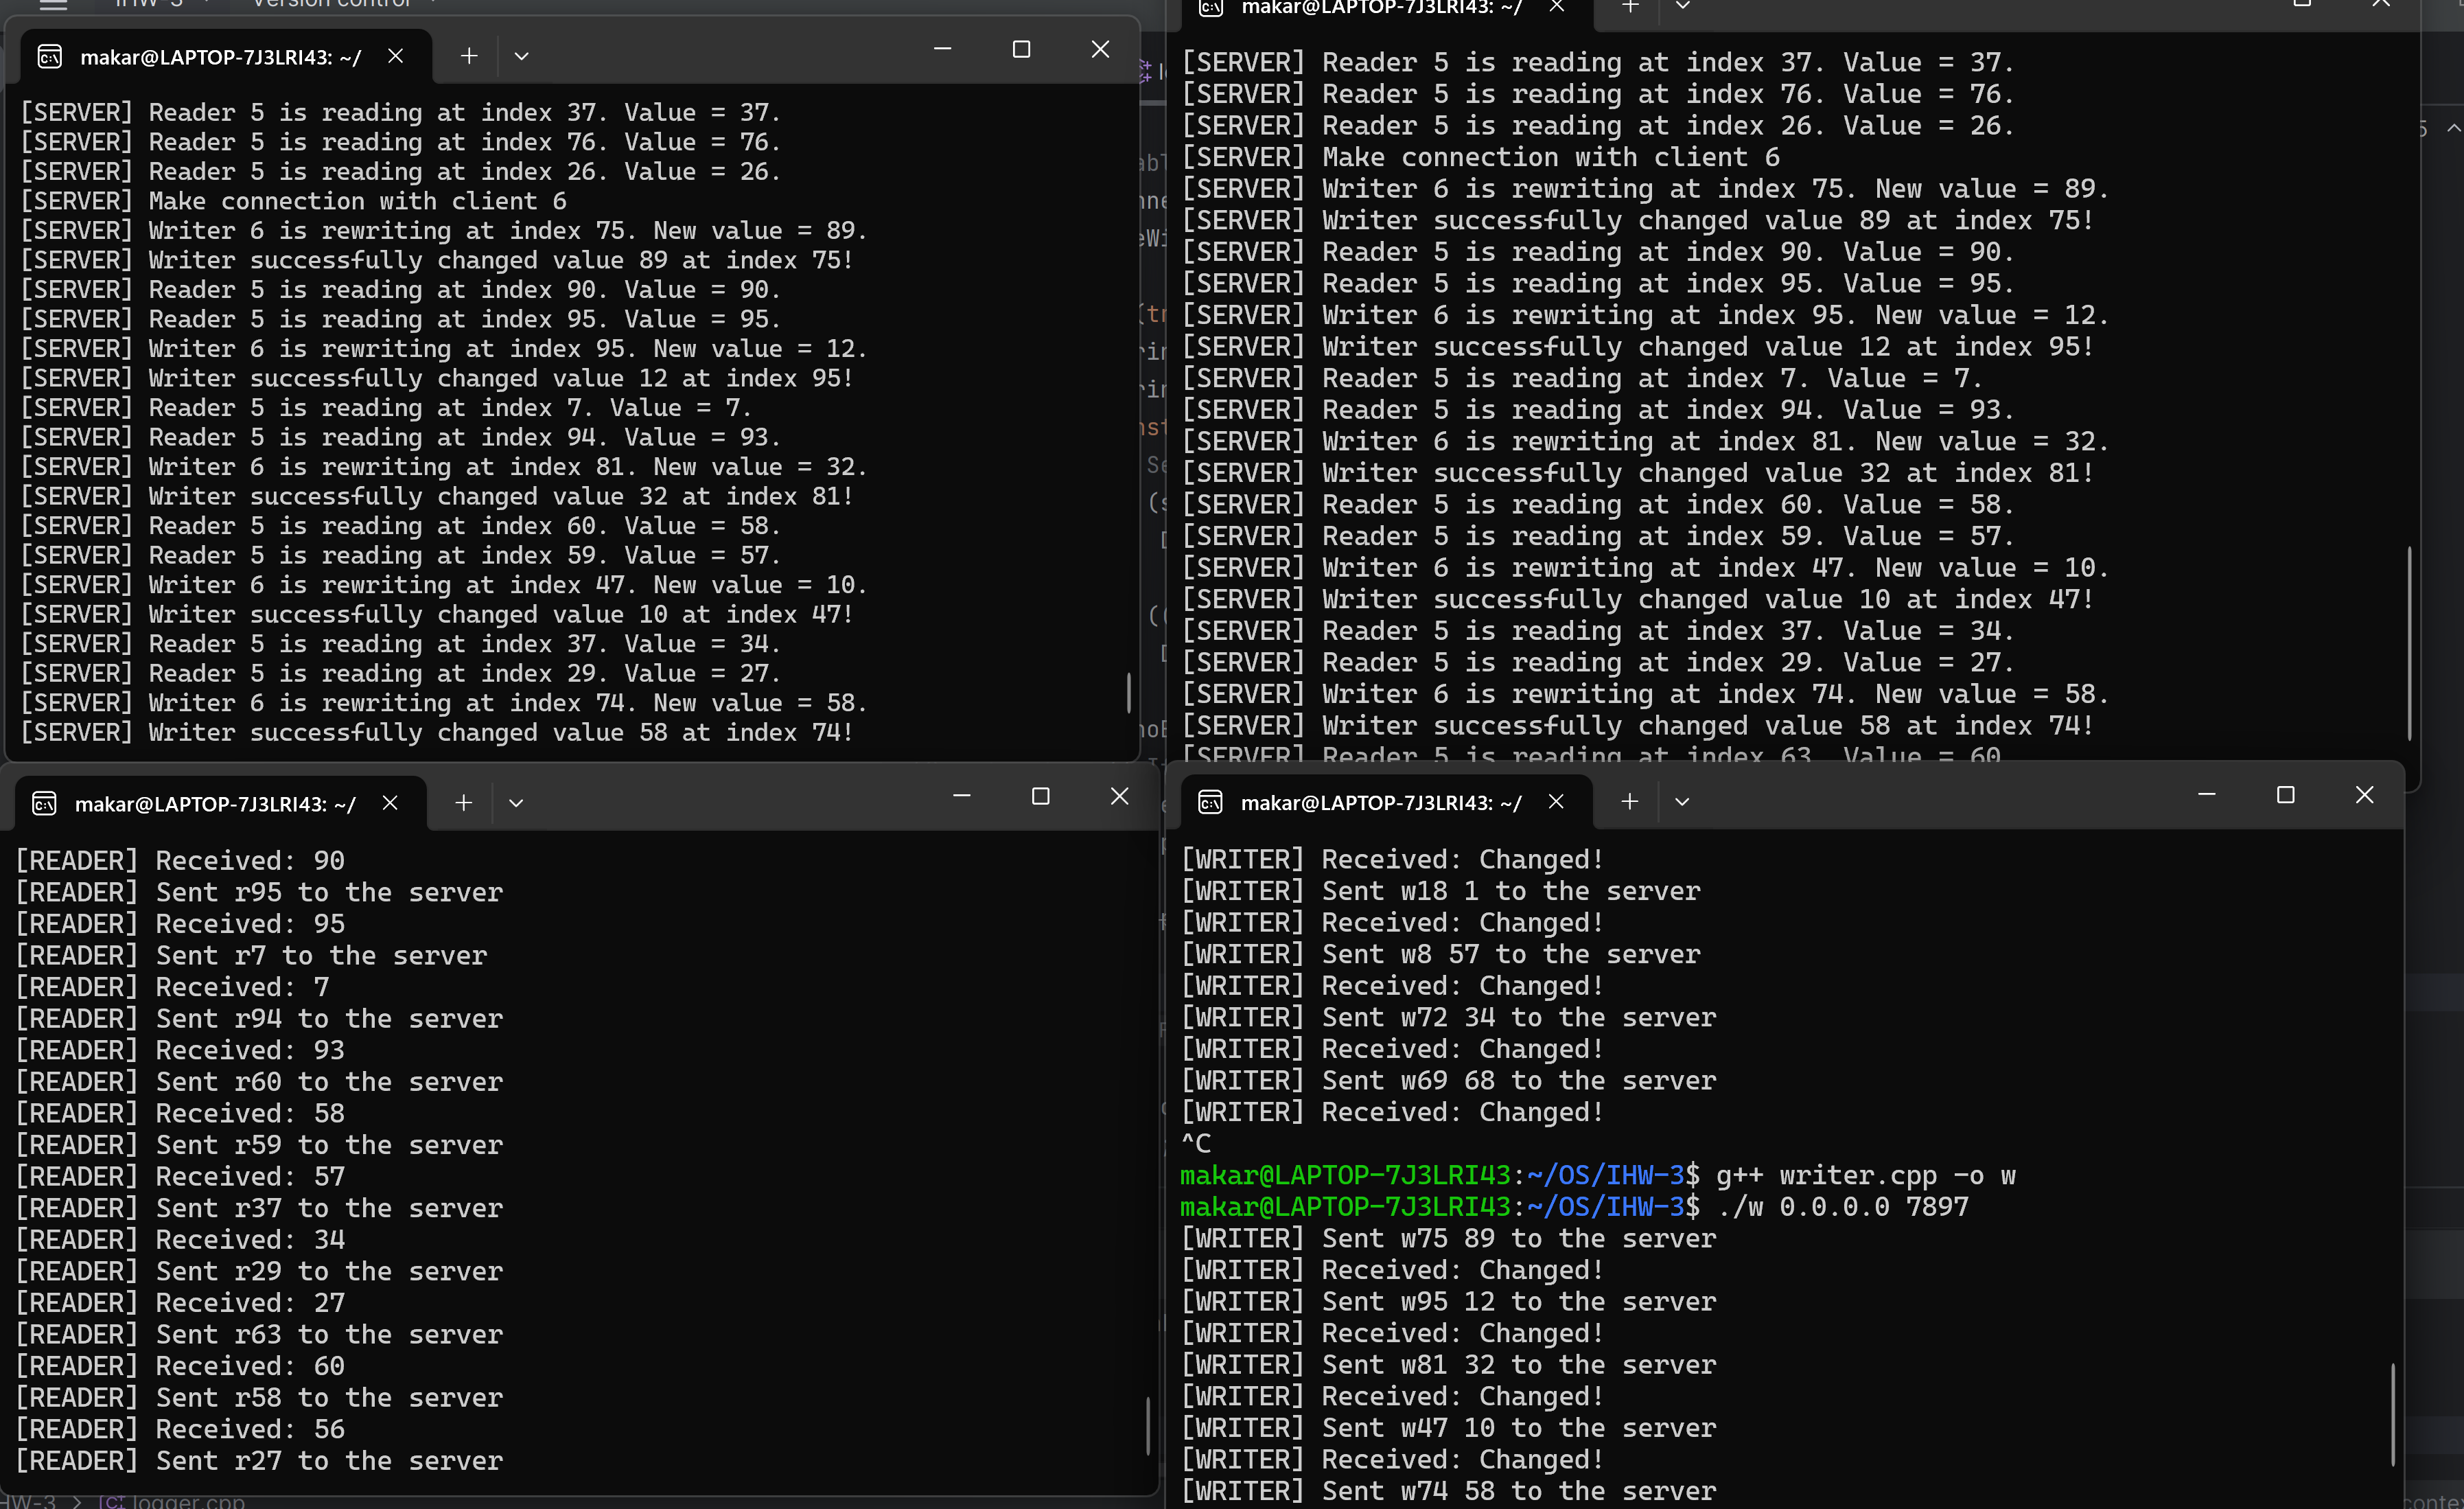 Version control
makar@LAPTOP-7J3LRI43: ~/
[SERVER] Reader 5 is reading at index 37. Value = 37.
[SERVER] Reader 5 is reading at index 76. Value = 76.
[SERVER] Reader 5 is reading at index 26. Value = 26.
[SERVER] Make connection with client 6
[SERVER] Writer 6 is rewriting at index 75. New value = 89.
[SERVER] Writer successfully changed value 89 at index 75!
[SERVER] Reader 5 is reading at index 90. Value = 90.
[SERVER] Reader 5 is reading at index 95. Value = 95.
[SERVER] Writer 6 is rewriting at index 95. New value = 12.
[SERVER] Writer successfully changed value 12 at index 95!
[SERVER] Reader 5 is reading at index 7. Value = 7.
[SERVER] Reader 5 is reading at index 94. Value = 93.
[SERVER] Writer 6 is rewriting at index 81. New value = 32.
[SERVER] Writer successfully changed value 32 at index 81!
[SERVER] Reader 5 is reading at index 60. Value = 58.
[SERVER] Reader 5 is reading at index 59. Value = 57.
[SERVER] Writer 6 is rewriting at index 47. New value = 10.
[SERVER] Writer successfully changed value 10 at index 47!
[SERVER] Reader 5 is reading at index 37. Value = 34.
[SERVER] Reader 5 is reading at index 29. Value = 27.
[SERVER] Writer 6 is rewriting at index 74. New value = 58.
[SERVER] Writer successfully changed value 58 at index 74!
makar@LAPTOP-7J3LRI43: ~/
[SERVER] Reader 5 is reading at index 37. Value = 37.
[SERVER] Reader 5 is reading at index 76. Value = 76.
[SERVER] Reader 5 is reading at index 26. Value = 26.
[SERVER] Make connection with client 6
[SERVER] Writer 6 is rewriting at index 75. New value = 89.
[SERVER] Writer successfully changed value 89 at index 75!
[SERVER] Reader 5 is reading at index 90. Value = 90.
[SERVER] Reader 5 is reading at index 95. Value = 95.
[SERVER] Writer 6 is rewriting at index 95. New value = 12.
[SERVER] Writer successfully changed value 12 at index 95!
[SERVER] Reader 5 is reading at index 7. Value = 7.
[SERVER] Reader 5 is reading at index 94. Value = 93.
[SERVER] Writer 6 is rewriting at index 81. New value = 32.
[SERVER] Writer successfully changed value 32 at index 81!
[SERVER] Reader 5 is reading at index 60. Value = 58.
[SERVER] Reader 5 is reading at index 59. Value = 57.
[SERVER] Writer 6 is rewriting at index 47. New value = 10.
[SERVER] Writer successfully changed value 10 at index 47!
[SERVER] Reader 5 is reading at index 37. Value = 34.
[SERVER] Reader 5 is reading at index 29. Value = 27.
[SERVER] Writer 6 is rewriting at index 74. New value = 58.
[SERVER] Writer successfully changed value 58 at index 74!
[SERVER] Reader 5 is reading at index 63. Value = 60
makar@LAPTOP-7J3LRI43: ~/
[READER] Received: 90
[READER] Sent r95 to the server
[READER] Received: 95
[READER] Sent r7 to the server
[READER] Received: 7
[READER] Sent r94 to the server
[READER] Received: 93
[READER] Sent r60 to the server
[READER] Received: 58
[READER] Sent r59 to the server
[READER] Received: 57
[READER] Sent r37 to the server
[READER] Received: 34
[READER] Sent r29 to the server
[READER] Received: 27
[READER] Sent r63 to the server
[READER] Received: 60
[READER] Sent r58 to the server
[READER] Received: 56
[READER] Sent r27 to the server
makar@LAPTOP-7J3LRI43: ~/
[WRITER] Received: Changed!
[WRITER] Sent w18 1 to the server
[WRITER] Received: Changed!
[WRITER] Sent w8 57 to the server
[WRITER] Received: Changed!
[WRITER] Sent w72 34 to the server
[WRITER] Received: Changed!
[WRITER] Sent w69 68 to the server
[WRITER] Received: Changed!
^C
makar@LAPTOP-7J3LRI43:~/OS/IHW-3$ g++ writer.cpp -o w
makar@LAPTOP-7J3LRI43:~/OS/IHW-3$ ./w 0.0.0.0 7897
[WRITER] Sent w75 89 to the server
[WRITER] Received: Changed!
[WRITER] Sent w95 12 to the server
[WRITER] Received: Changed!
[WRITER] Sent w81 32 to the server
[WRITER] Received: Changed!
[WRITER] Sent w47 10 to the server
[WRITER] Received: Changed!
[WRITER] Sent w74 58 to the server
HW-3 > logger.cpp